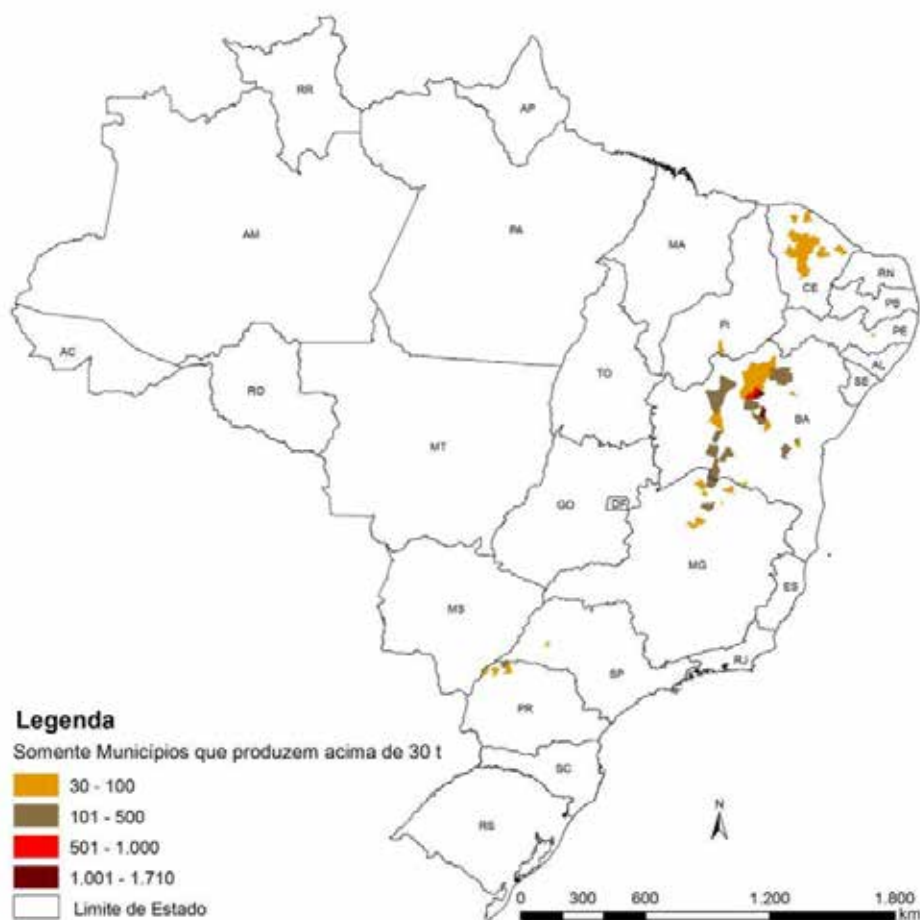 RR
AP
AM
PA
MA
CE
RN
PB
PE
AL
SE
PI
AC
RO
TO
BA
MT
GO
DF
MG
ES
MS
SP
RJ
PR
SC
RS
Legenda
Somente Municípios que produzem acima de 30 t
30 - 100
101 - 500
501 - 1.000
1.001 - 1.710
Limite de Estado
N
0 300 600 1.200 1.800
km